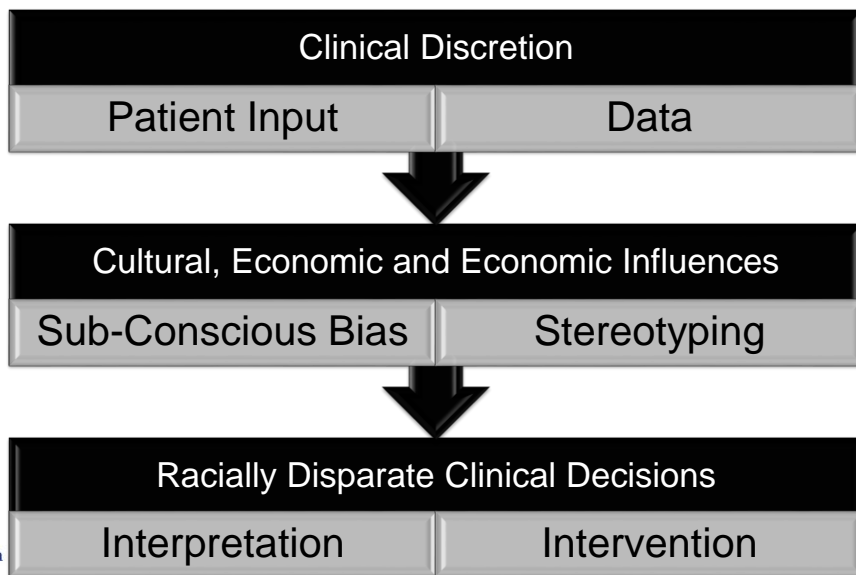 Clinical Discretion
Patient Input
Data
Cultural, Economic and Economic Influences
Sub-Conscious Bias
Stereotyping
Racially Disparate Clinical Decisions
Interpretation
Intervention